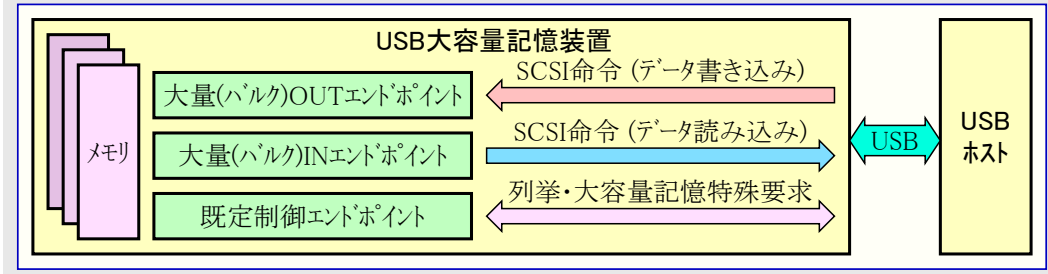 USB大容量記憶装置
SCSI命令 (ﾃﾞｰﾀ書き込み)
大量(ﾊﾞﾙｸ)OUTｴﾝﾄﾞﾎﾟｲﾝﾄ
SCSI命令 (ﾃﾞｰﾀ読み込み)
大量(ﾊﾞﾙｸ)INｴﾝﾄﾞﾎﾟｲﾝﾄ
列挙・大容量記憶特殊要求
既定制御ｴﾝﾄﾞﾎﾟｲﾝﾄ
ﾒﾓﾘ
USB
USB
ﾎｽﾄ